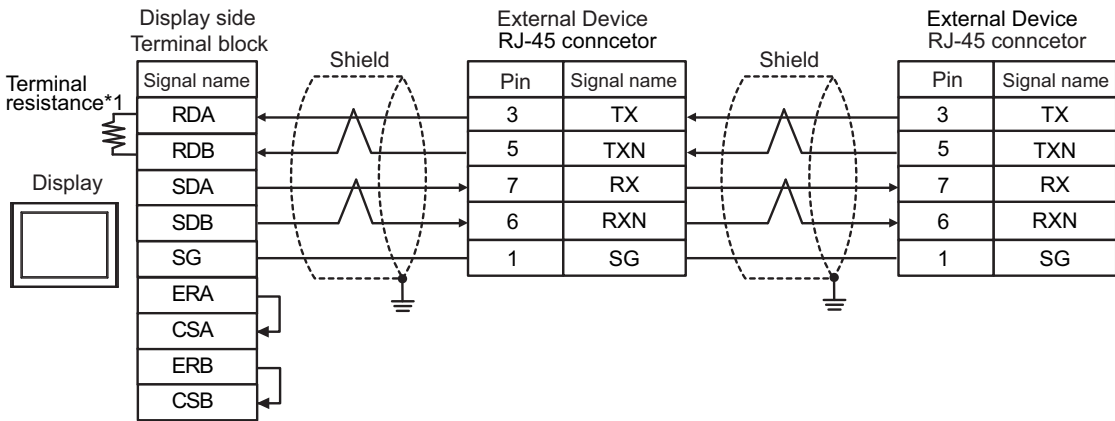 Display side
Terminal block
External Device
RJ-45 conncetor
External Device
RJ-45 conncetor
Shield
Shield
Terminal
resistance*1
Display
Signal name
RDA
RDB
SDA
SDB
SG
ERA
CSA
ERB
CSB
Pin Signal name
3 TX
5 TXN
7 RX
6 RXN
1 SG
Pin Signal name
3 TX
5 TXN
7 RX
6 RXN
1 SG